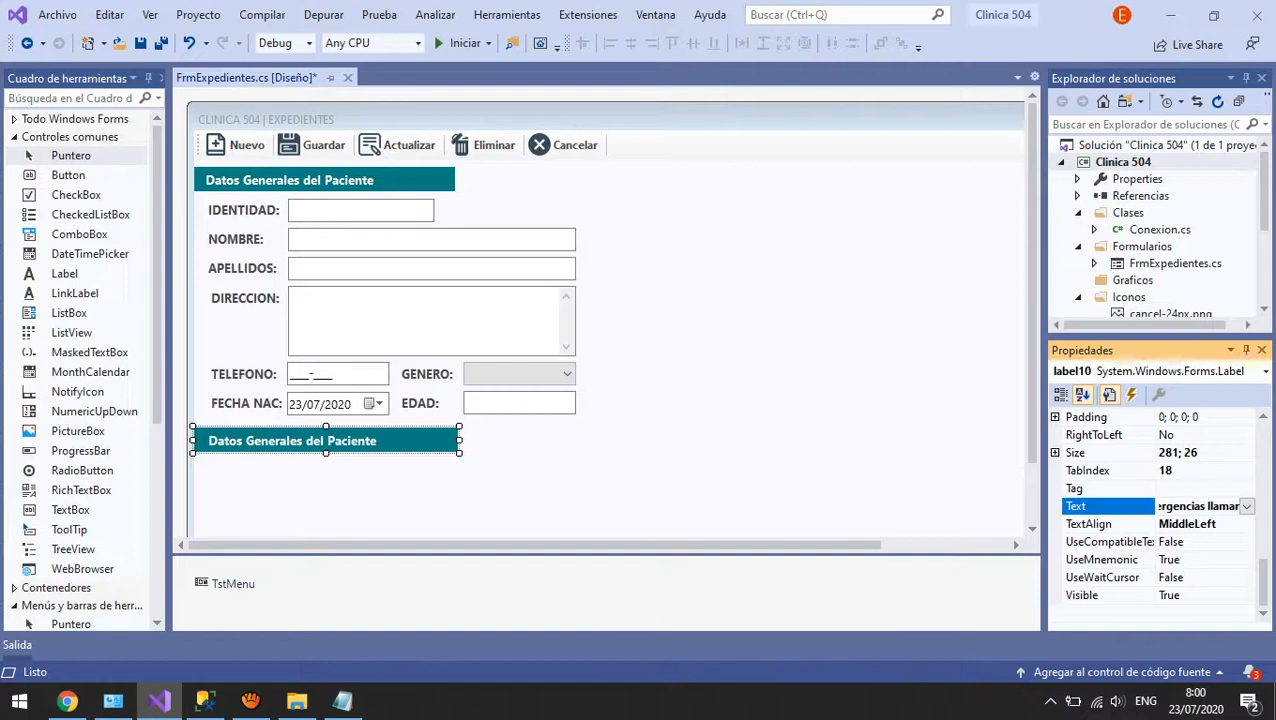 Archivo Editar Ver Proyecto Compilar Depurar Prueba Analizar Herramientas Extensiones Ventana Ayuda Buscar (Ctrl+Q) Clinica 504 E
Debug Any CPU Iniciar Live Share
Cuadro de herramientas
Búsqueda en el Cuadro d
Todo Windows Forms
Controles comunes
Puntero
Button
CheckBox
CheckedListBox
ComboBox
DateTimePicker
Label
LinkLabel
ListBox
ListView
MaskedTextBox
MonthCalendar
NotifyIcon
NumericUpDown
PictureBox
ProgressBar
RadioButton
RichTextBox
TextBox
ToolTip
TreeView
WebBrowser
Contenedores
Menús y barras de herr...
Puntero
FrmExpedientes.cs [Diseño]*
CLINICA 504 | EXPEDIENTES
Nuevo Guardar Actualizar Eliminar Cancelar
Datos Generales del Paciente
IDENTIDAD:
NOMBRE:
APELLIDOS:
DIRECCION:
TELEFONO: ___-___ GENERO:
FECHA NAC: 23/07/2020 EDAD:
Datos Generales del Paciente
TstMenu
Explorador de soluciones
Buscar en Explorador de soluciones (C
Solución "Clinica 504" (1 de 1 proye
Clinica 504
Properties
Referencias
Clases
Conexion.cs
Formularios
FrmExpedientes.cs
Graficos
Iconos
cancel-24px.png
Propiedades
label10 System.Windows.Forms.Label
Padding 0; 0; 0; 0
RightToLeft No
Size 281; 26
TabIndex 18
Tag
Text ergencias llamar
TextAlign MiddleLeft
UseCompatibleTe: False
UseMnemonic True
UseWaitCursor False
Visible True
Salida
Listo Agregar al control de código fuente 3
ENG 8:00 23/07/2020 2